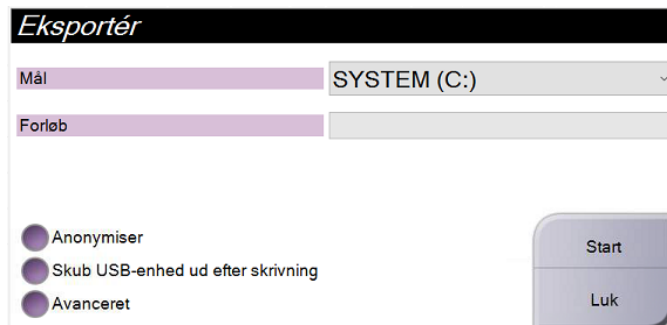 Eksportér
Mål
SYSTEM (C:)
Forløb
Anonymiser
Skub USB-enhed ud efter skrivning
Avanceret
Start
Luk